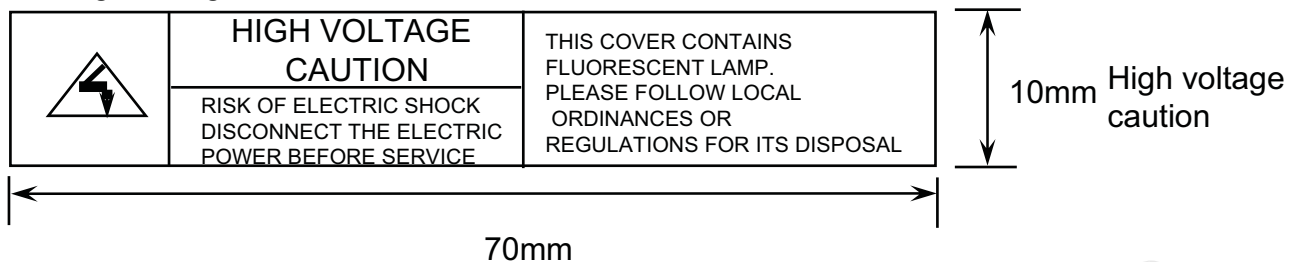 HIGH VOLTAGE
CAUTION
RISK OF ELECTRIC SHOCK
DISCONNECT THE ELECTRIC
POWER BEFORE SERVICE
THIS COVER CONTAINS
FLUORESCENT LAMP.
PLEASE FOLLOW LOCAL
ORDINANCES OR
REGULATIONS FOR ITS DISPOSAL
10mm
High voltage
caution
70mm